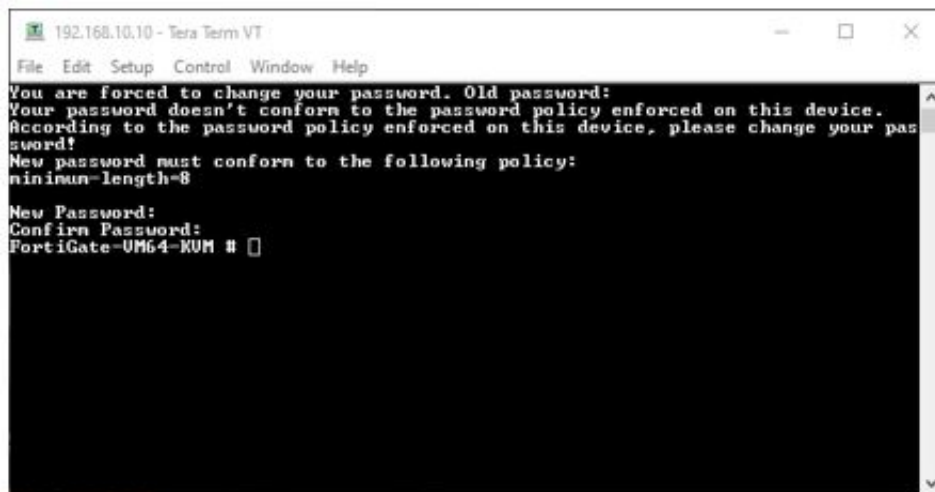 192.168.10.10 - Tera Term VT
File Edit Setup Control Window Help
You are forced to change your password. Old password:
Your password doesn't conform to the password policy enforced on this device.
According to the password policy enforced on this device, please change your pas
sword!
New password must conform to the following policy:
minimum-length=8
New Password:
Confirm Password:
FortiGate-VM64-KVM #